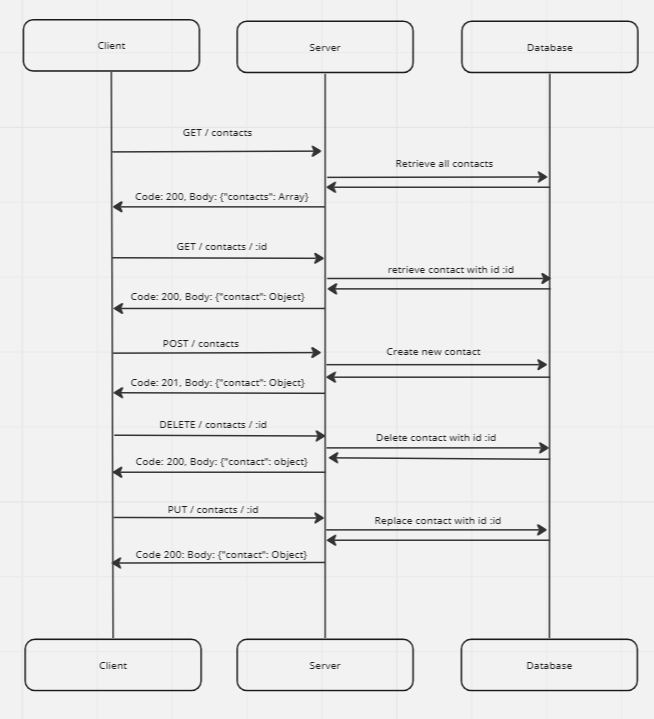 Client
Server
Database
GET / contacts
Retrieve all contacts
Code: 200, Body: {"contacts": Array}
GET / contacts / :id
retrieve contact with id :id
Code: 200, Body: {"contact": Object}
POST / contacts
Create new contact
Code: 201, Body: {"contact": Object}
DELETE / contacts / :id
Delete contact with id :id
Code: 200, Body: {"contact": object}
PUT / contacts / :id
Replace contact with id :id
Code 200: Body: {"contact": Object}
Client
Server
Database